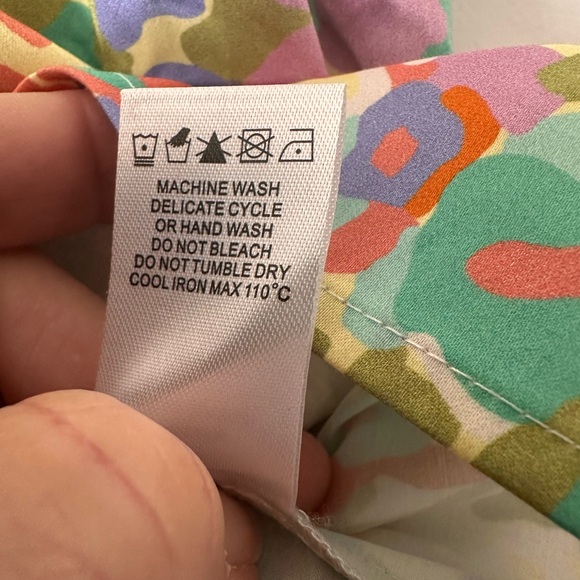 MACHINE WASH
DELICATE CYCLE
OR HAND WASH
DO NOT BLEACH
DO NOT TUMBLE DRY
COOL IRON MAX 110°C